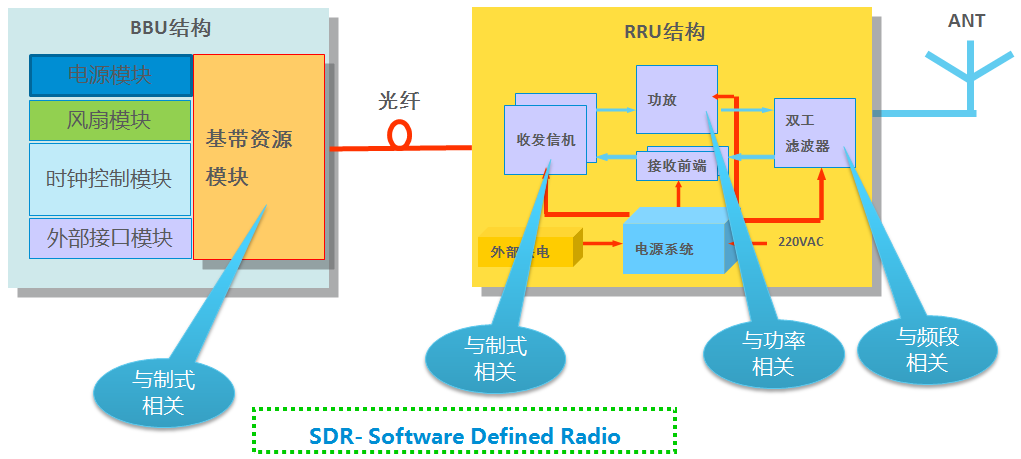 BBU结构
电源模块
风扇模块
时钟控制模块
外部接口模块
基带资源
模块
光纤
RRU结构
收发信机
功放
接收前端
双工
滤波器
外部
电
电源系统
220VAC
ANT
与制式
相关
与制式
相关
与功率
相关
与频段
相关
SDR- Software Defined Radio